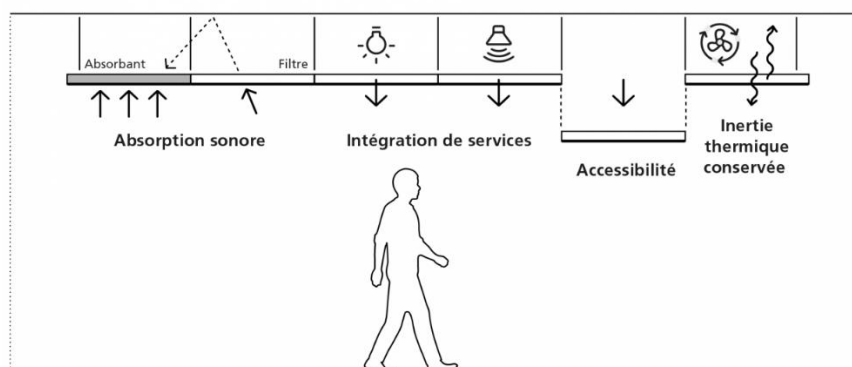 Absorbant
Filtre
Absorption sonore
Intégration de services
Accessibilité
Inertie
thermique
conservée